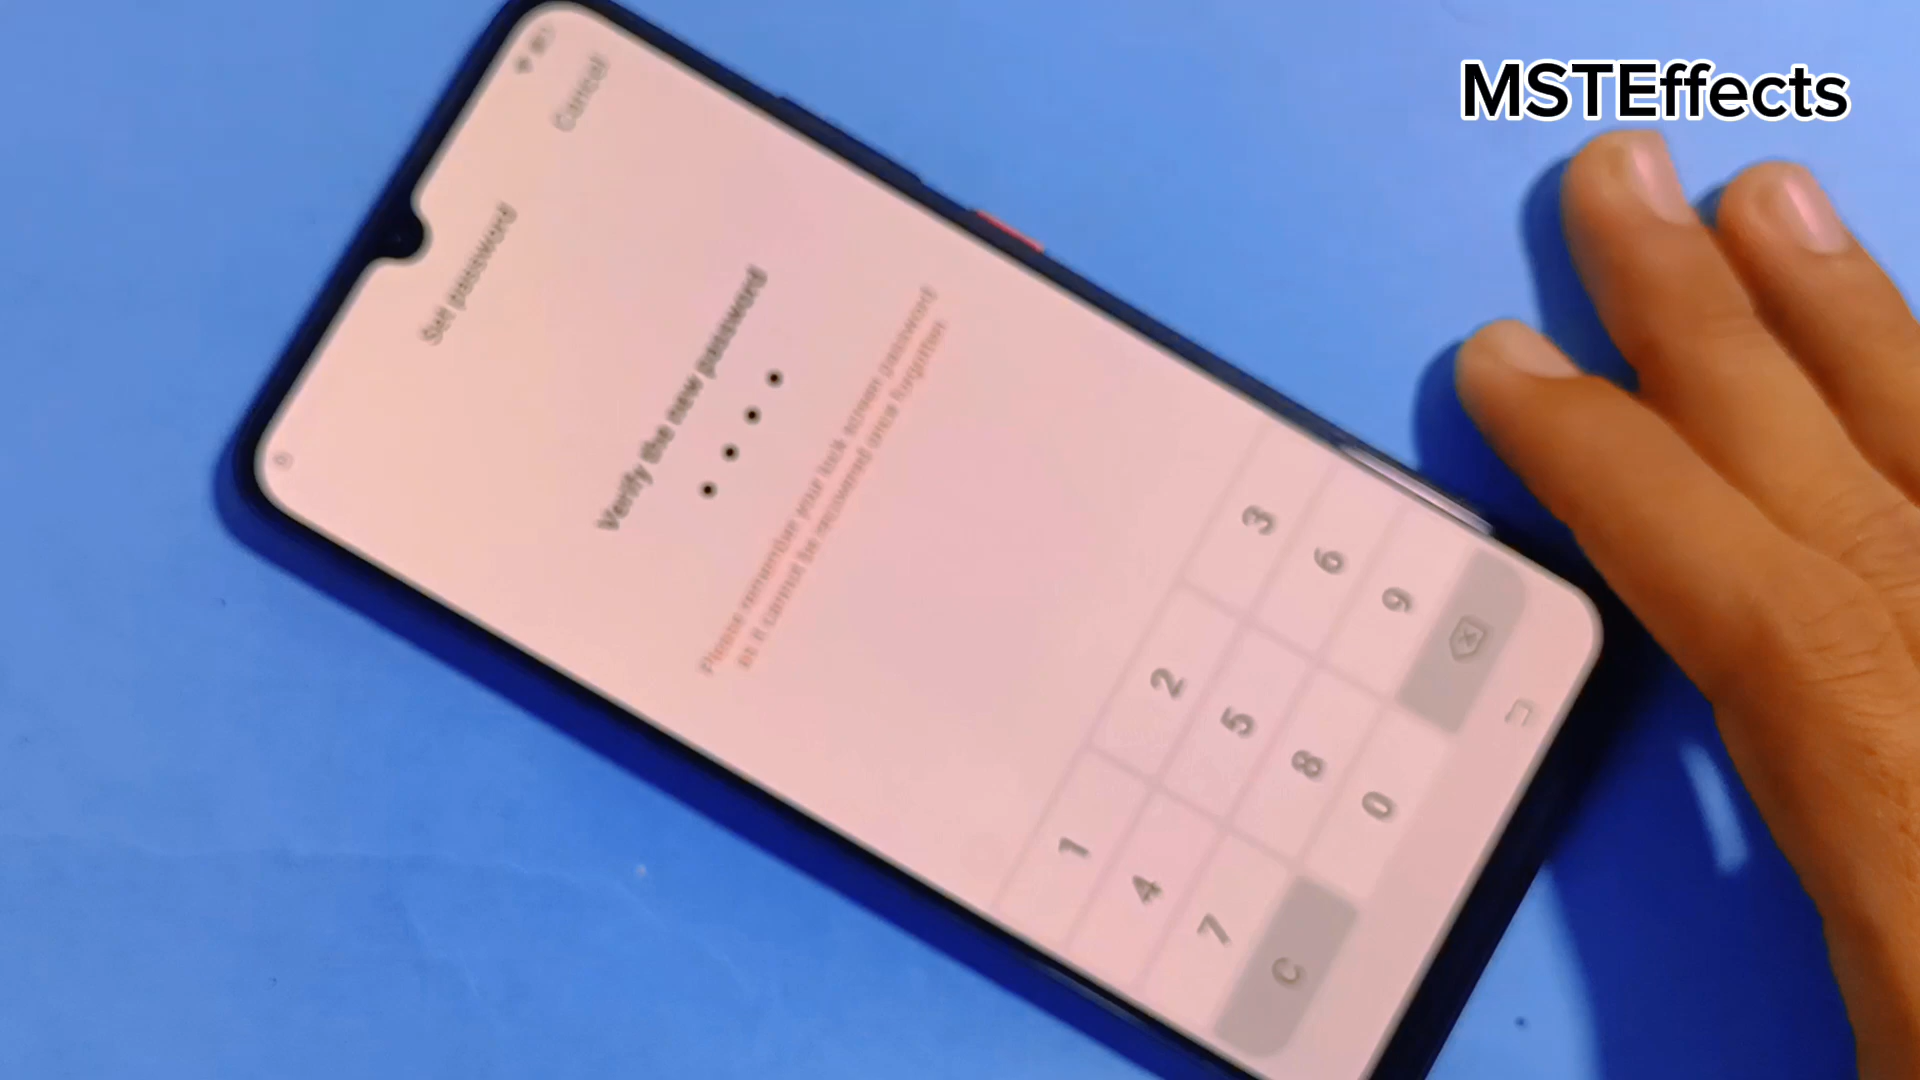 MSTEffects
Cancel
Set password
Verify the new password
Please remember your lock screen password
as it cannot be recovered once forgotten.
1 2 3
4 5 6
7 8 9
C 0